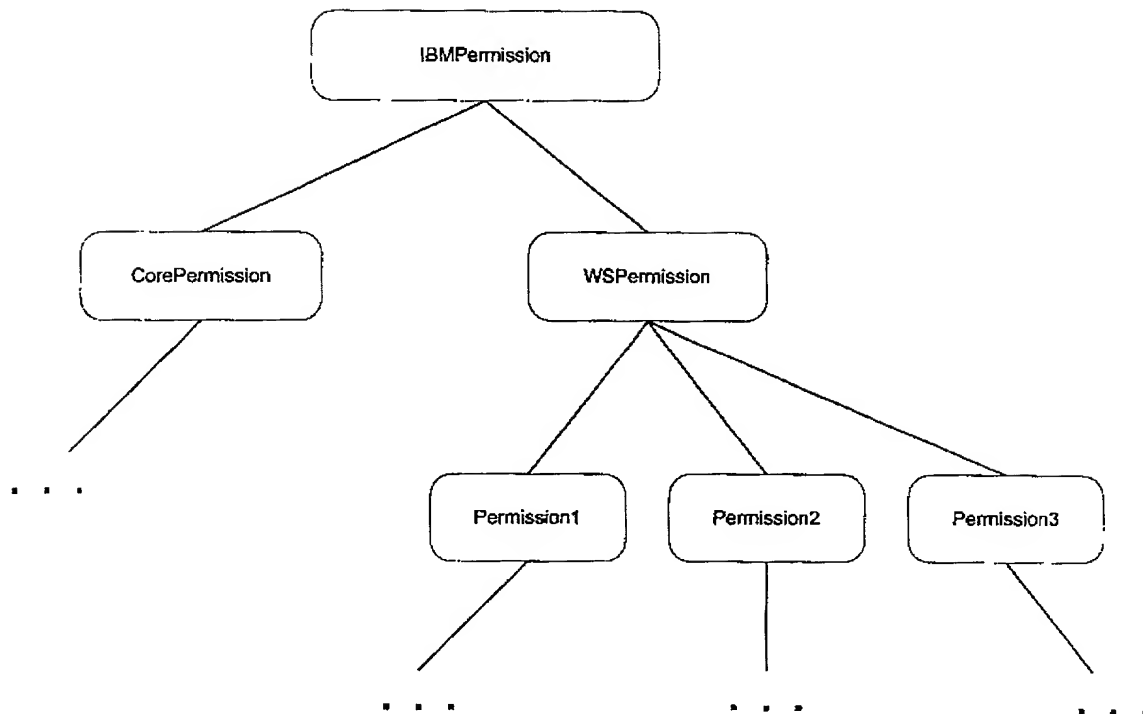 IBMPermission
CorePermission
WSPermission
. . .
Permission1
Permission2
Permission3
. . .
. . .
. . .